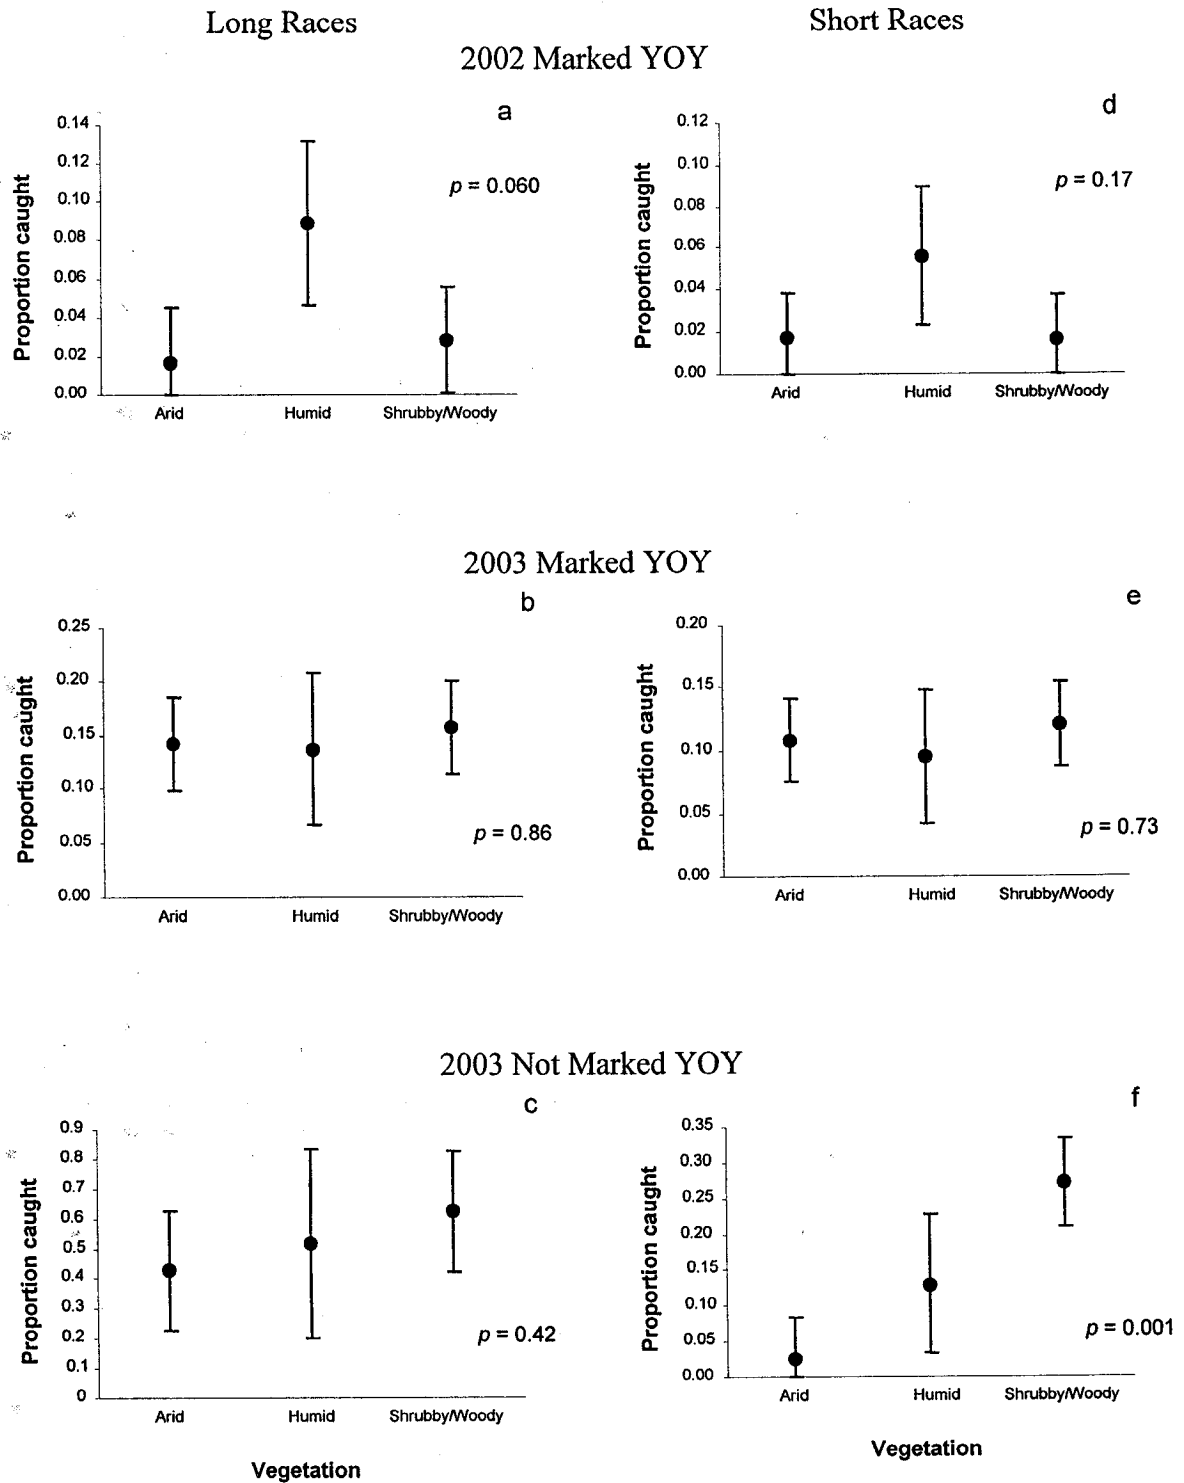 Long Races
Short Races
2002 Marked YOY
a
Proportion caught
0.14
0.12
0.10
0.08
0.06
0.04
0.02
0.00
p = 0.060
Arid Humid Shrubby/Woody
d
Proportion caught
0.12
0.10
0.08
0.06
0.04
0.02
0.00
p = 0.17
Arid Humid Shrubby/Woody
2003 Marked YOY
b
Proportion caught
0.25
0.20
0.15
0.10
0.05
0.00
p = 0.86
Arid Humid Shrubby/Woody
e
Proportion caught
0.20
0.15
0.10
0.05
0.00
p = 0.73
Arid Humid Shrubby/Woody
2003 Not Marked YOY
c
Proportion caught
0.9
0.8
0.7
0.6
0.5
0.4
0.3
0.2
0.1
0
p = 0.42
Arid Humid Shrubby/Woody
Vegetation
f
Proportion caught
0.35
0.30
0.25
0.20
0.15
0.10
0.05
0.00
p = 0.001
Arid Humid Shrubby/Woody
Vegetation